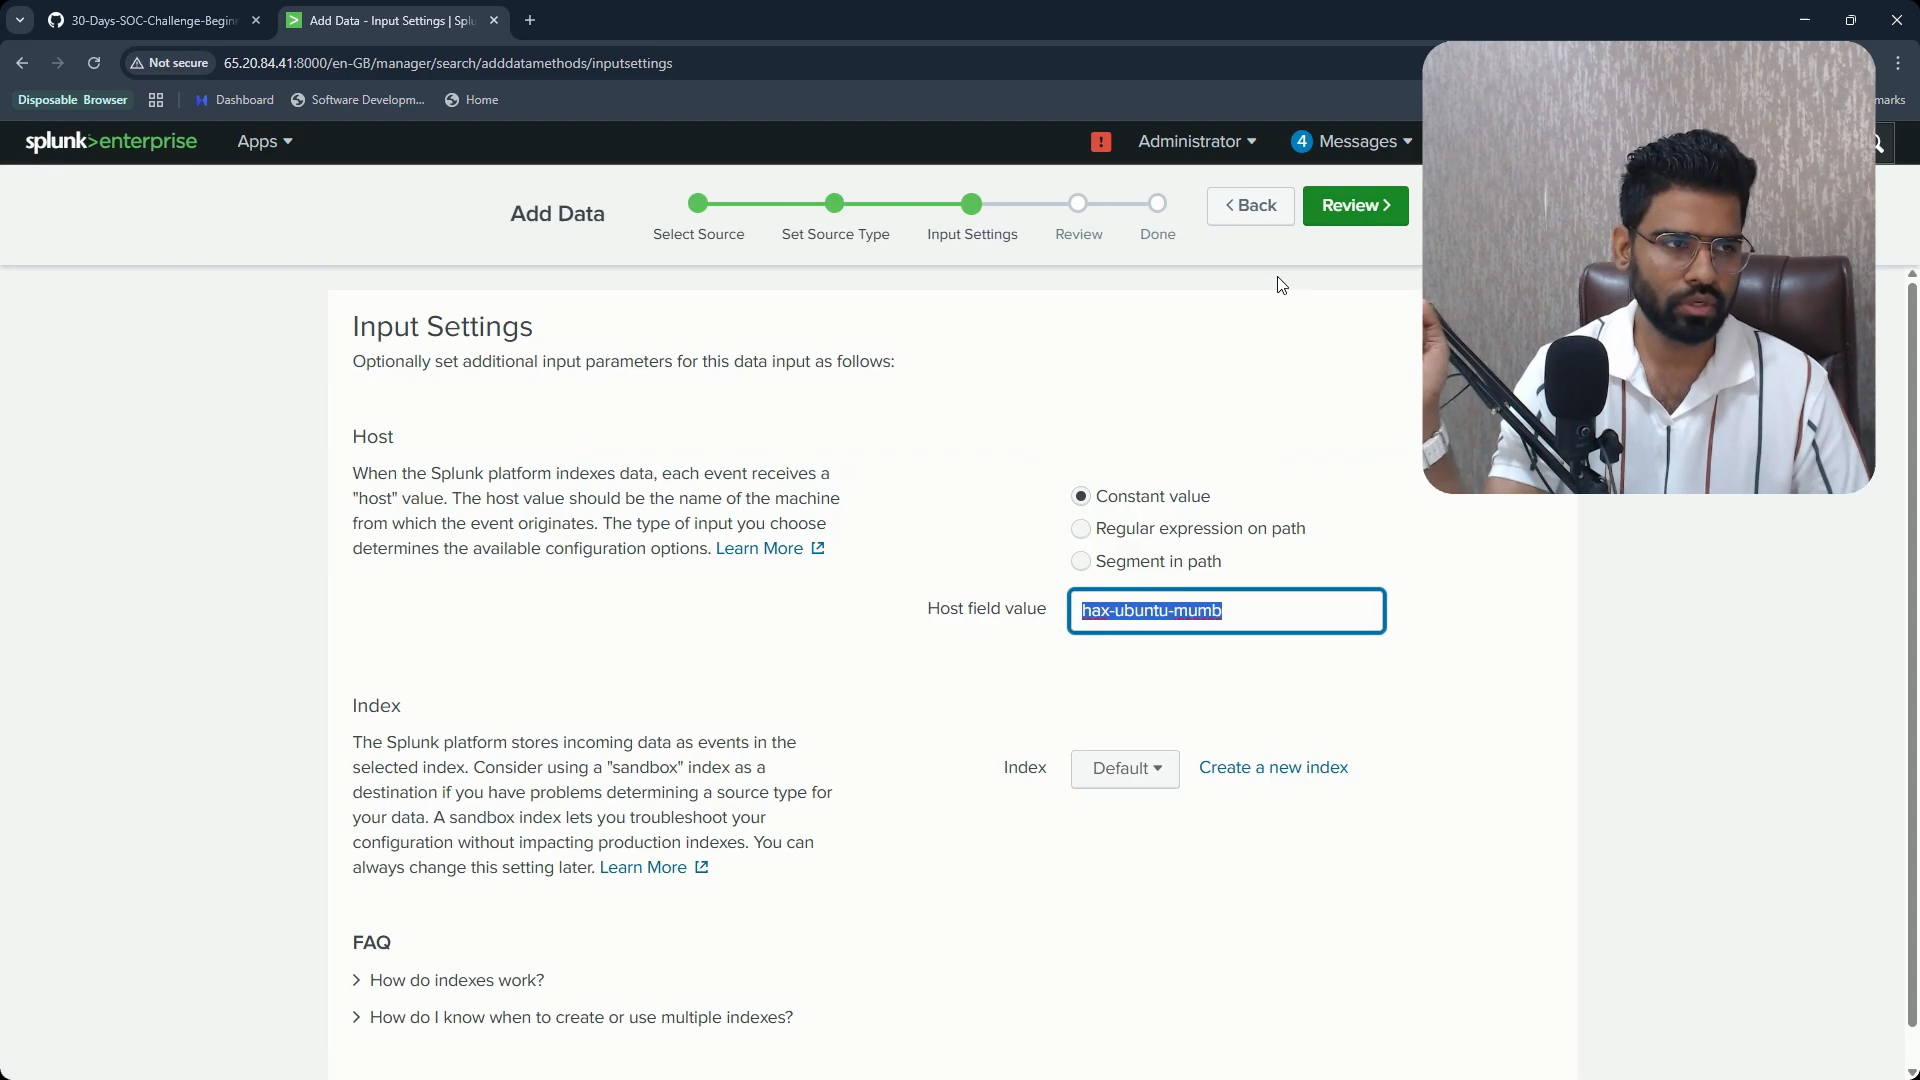 30-Days-SOC-Challenge-Beginn
Add Data - Input Settings | Splu
Not secure
65.20.84.41:8000/en-GB/manager/search/adddatamethods/inputsettings
Disposable Browser
Dashboard
Software Developm...
Home
marks
splunk>enterprise
Apps
!
Administrator
4 Messages
Add Data
Select Source
Set Source Type
Input Settings
Review
Done
< Back
Review >
Input Settings
Optionally set additional input parameters for this data input as follows:
Host
When the Splunk platform indexes data, each event receives a
"host" value. The host value should be the name of the machine
from which the event originates. The type of input you choose
determines the available configuration options. Learn More
Constant value
Regular expression on path
Segment in path
Host field value
hax-ubuntu-mumb
Index
The Splunk platform stores incoming data as events in the
selected index. Consider using a "sandbox" index as a
destination if you have problems determining a source type for
your data. A sandbox index lets you troubleshoot your
configuration without impacting production indexes. You can
always change this setting later. Learn More
Index
Default
Create a new index
FAQ
> How do indexes work?
> How do I know when to create or use multiple indexes?